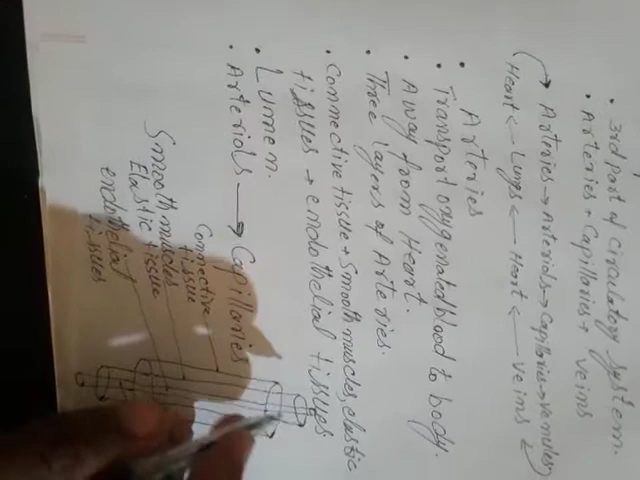 • 3rd part of circulatory system.
• Arteries + Capillaries + veins
Arteries → Arteriols → Capillaries → Venules
Heart ← Lungs ← Heart ← veins
• Arteries
• Transport oxygenated blood to body.
• Away from Heart.
• Three layers of Arteries.
• Connective tissue + Smooth muscles, elastic
tissues → endothelial tissues
• Lumem.
• Arteriols → Capillaries
Connective
tissue
Smooth muscles
Elastic tissue
endothelial
tissues